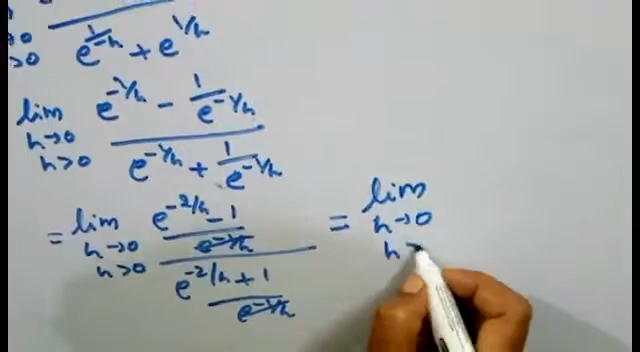 e^{1/-h} + e^{1/h}
lim h→0 h>0 (e^{-1/h} - 1/e^{-1/h}) / (e^{-1/h} + 1/e^{-1/h})
= lim h→0 h>0 ((e^{-2/h} - 1)/e^{-1/h}) / ((e^{-2/h} + 1)/e^{-1/h}) = lim h→0 h